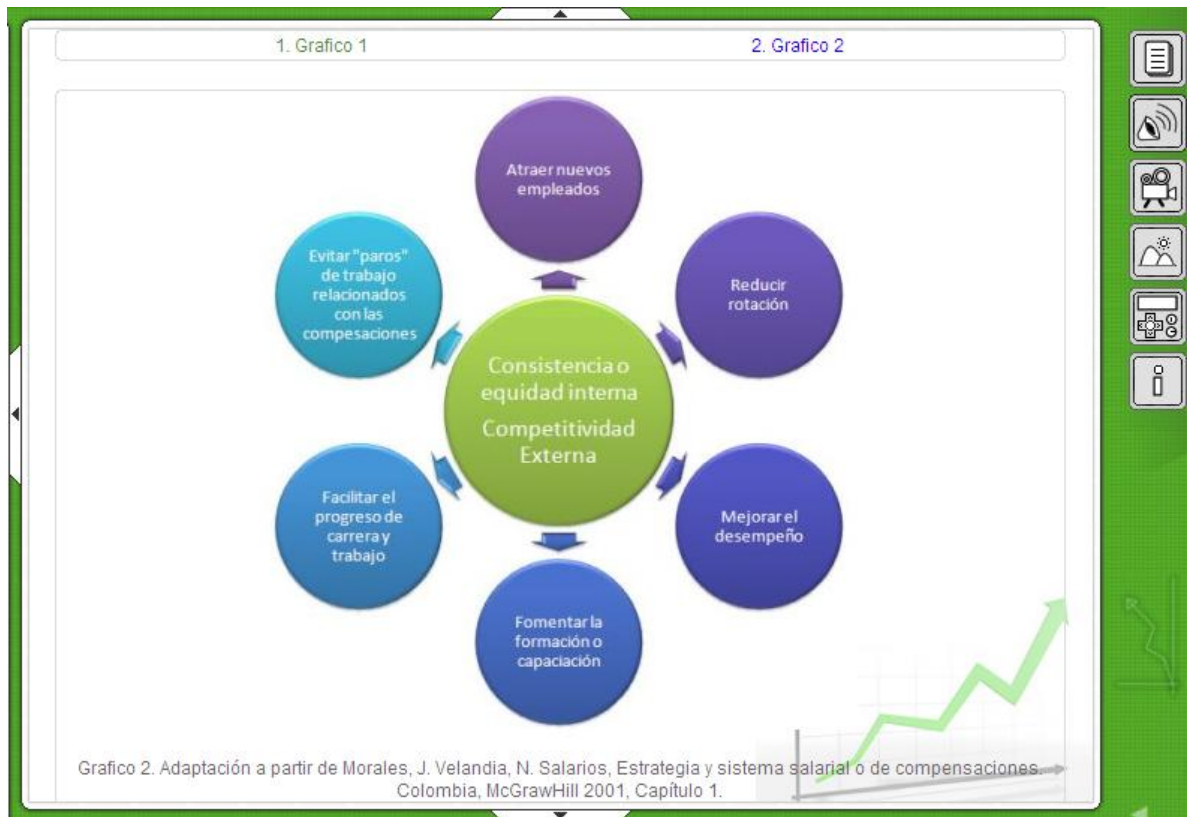 1. Grafico 1
2. Grafico 2
Atraer nuevos
empleados
Reducir
rotación
Mejorar el
desempeño
Fomentar la
formación o
capaciación
Facilitar el
progreso de
carrera y
trabajo
Evitar "paros"
de trabajo
relacionados
con las
compesaciones
Consistencia o
equidad interna
Competitividad
Externa
Grafico 2. Adaptación a partir de Morales, J. Velandia, N. Salarios, Estrategia y sistema salarial o de compensaciones.
Colombia, McGrawHill 2001, Capítulo 1.